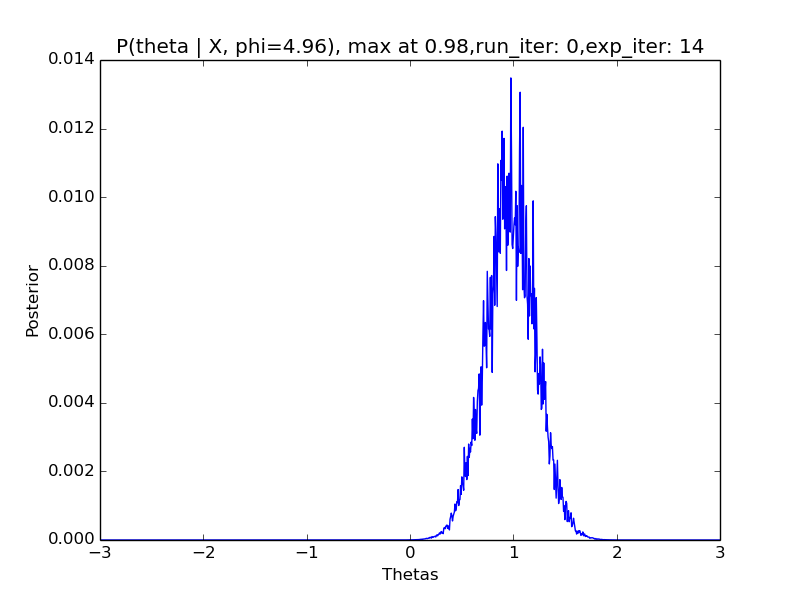 P(theta | X, phi=4.96), max at 0.98,run_iter: 0,exp_iter: 14
0.014
0.012
0.010
0.008
0.006
0.004
0.002
0.000
Posterior
−3 −2 −1 0 1 2 3
Thetas